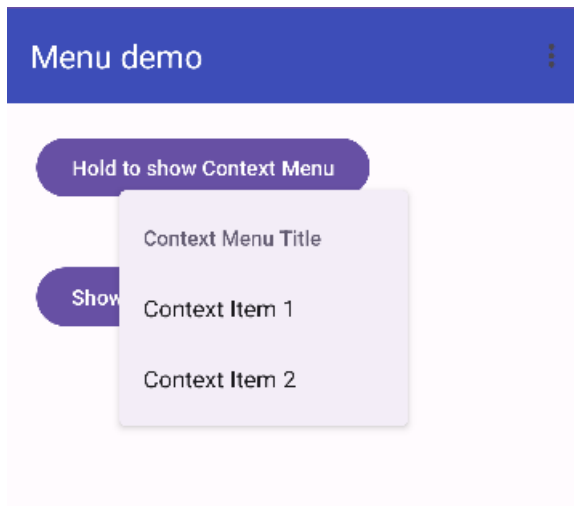 Menu demo
Hold to show Context Menu
Context Menu Title
Show
Context Item 1
Context Item 2